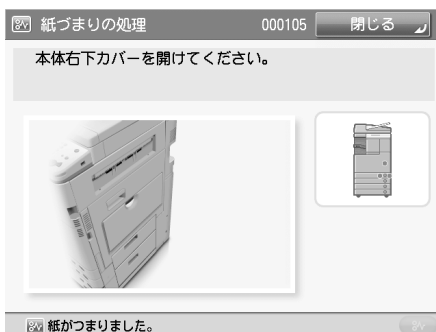 紙づまりの処理
000105
閉じる
本体右下カバーを開けてください。
紙がつまりました。